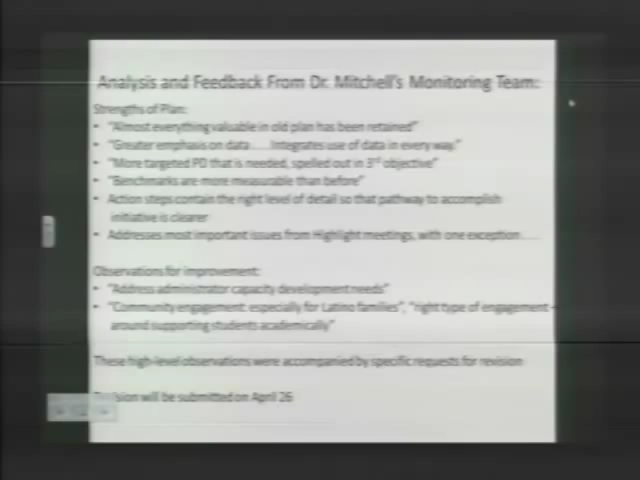 Analysis and Feedback From Dr. Mitchell's Monitoring Team:
Strengths of Plan:
• "Almost everything valuable in old plan has been retained"
• "Greater emphasis on data.....Integrates use of data in every way."
• "More targeted PD that is needed, spelled out in 3rd objective"
• "Benchmarks are more measurable than before"
• Action steps contain the right level of detail so that pathway to accomplish
initiative is clearer
• Addresses most important issues from Highlight meetings, with one exception.....
Observations for improvement:
• "Address administrator capacity development needs"
• "Community engagement: especially for Latino families", "right type of engagement –
around supporting students academically"
These high-level observations were accompanied by specific requests for revision
will be submitted on April 26